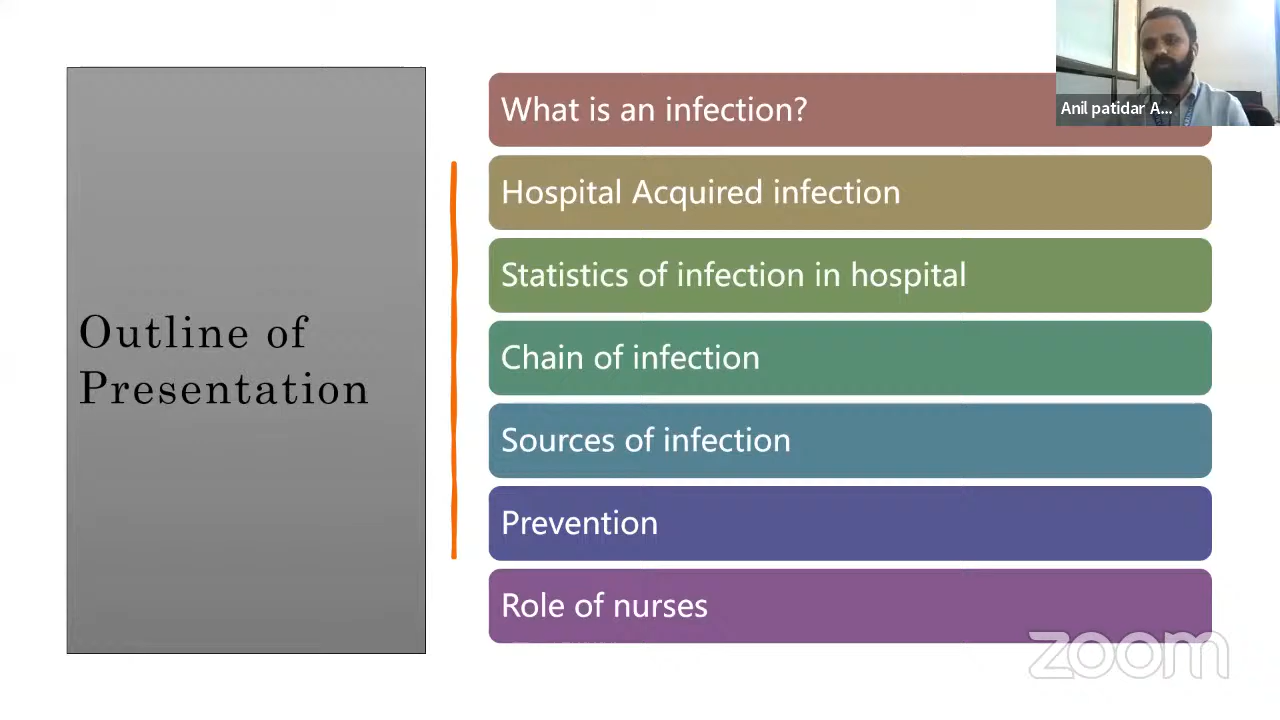 Outline of
Presentation
What is an infection?
Hospital Acquired infection
Statistics of infection in hospital
Chain of infection
Sources of infection
Prevention
Role of nurses
Anil patidar A...
zoom